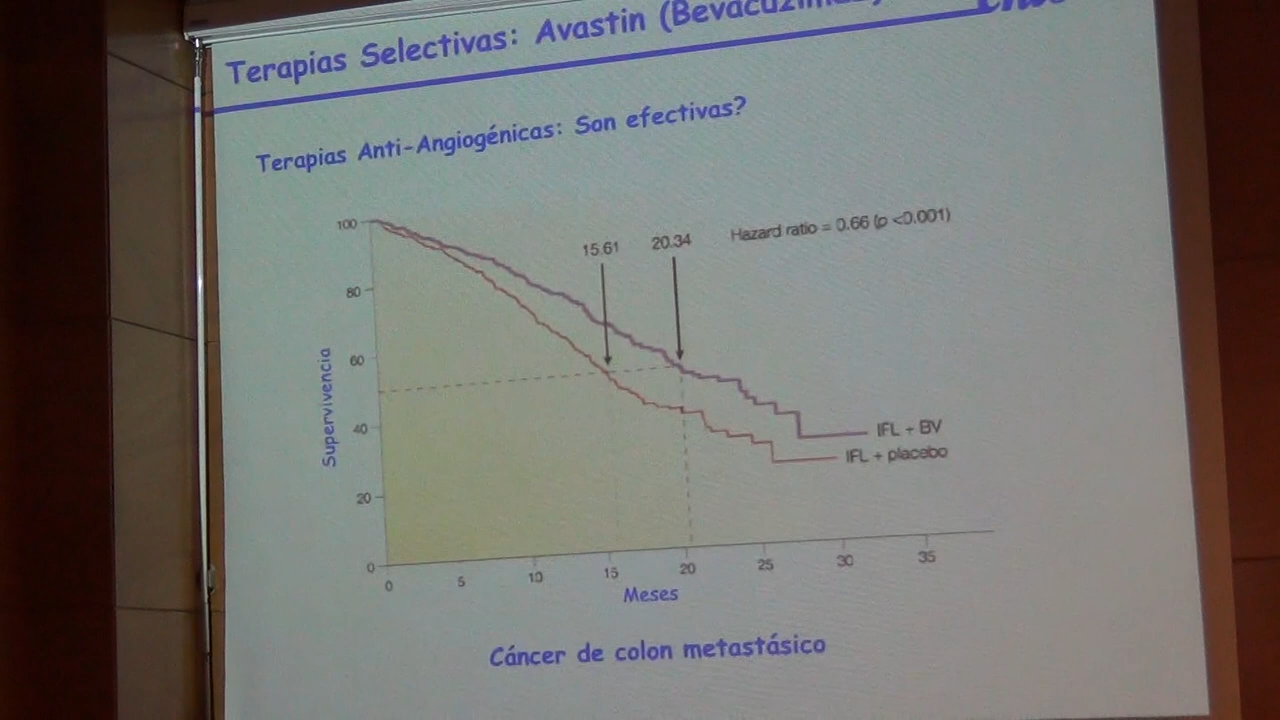 Terapias Selectivas: Avastin
Terapias Anti-Angiogénicas: Son efectivas?
Hazard ratio = 0.66 (p <0.001)
15.61
20.34
100
80
60
40
20
0
Supervivencia
IFL + BV
IFL + placebo
0 5 10 15 20 25 30 35
Meses
Cáncer de colon metastásico